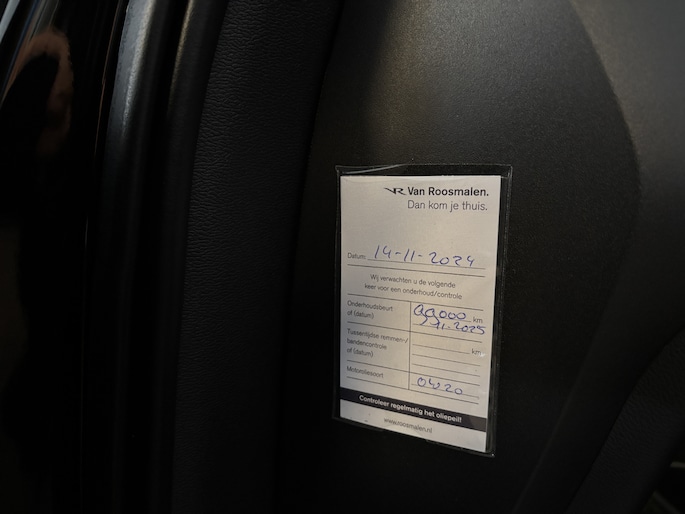 VR Van Roosmalen.
Dan kom je thuis.
Datum 14-11-2024
Wij verwachten u de volgende
keer voor een onderhoud/controle
Onderhoudsbeurt
of (datum)
000 km
11.2025
Tussentijdse remmen-/
bandencontrole
of (datum)
km
Motoroliesoort 0W20
Controleer regelmatig het oliepeil!
www.roosmalen.nl